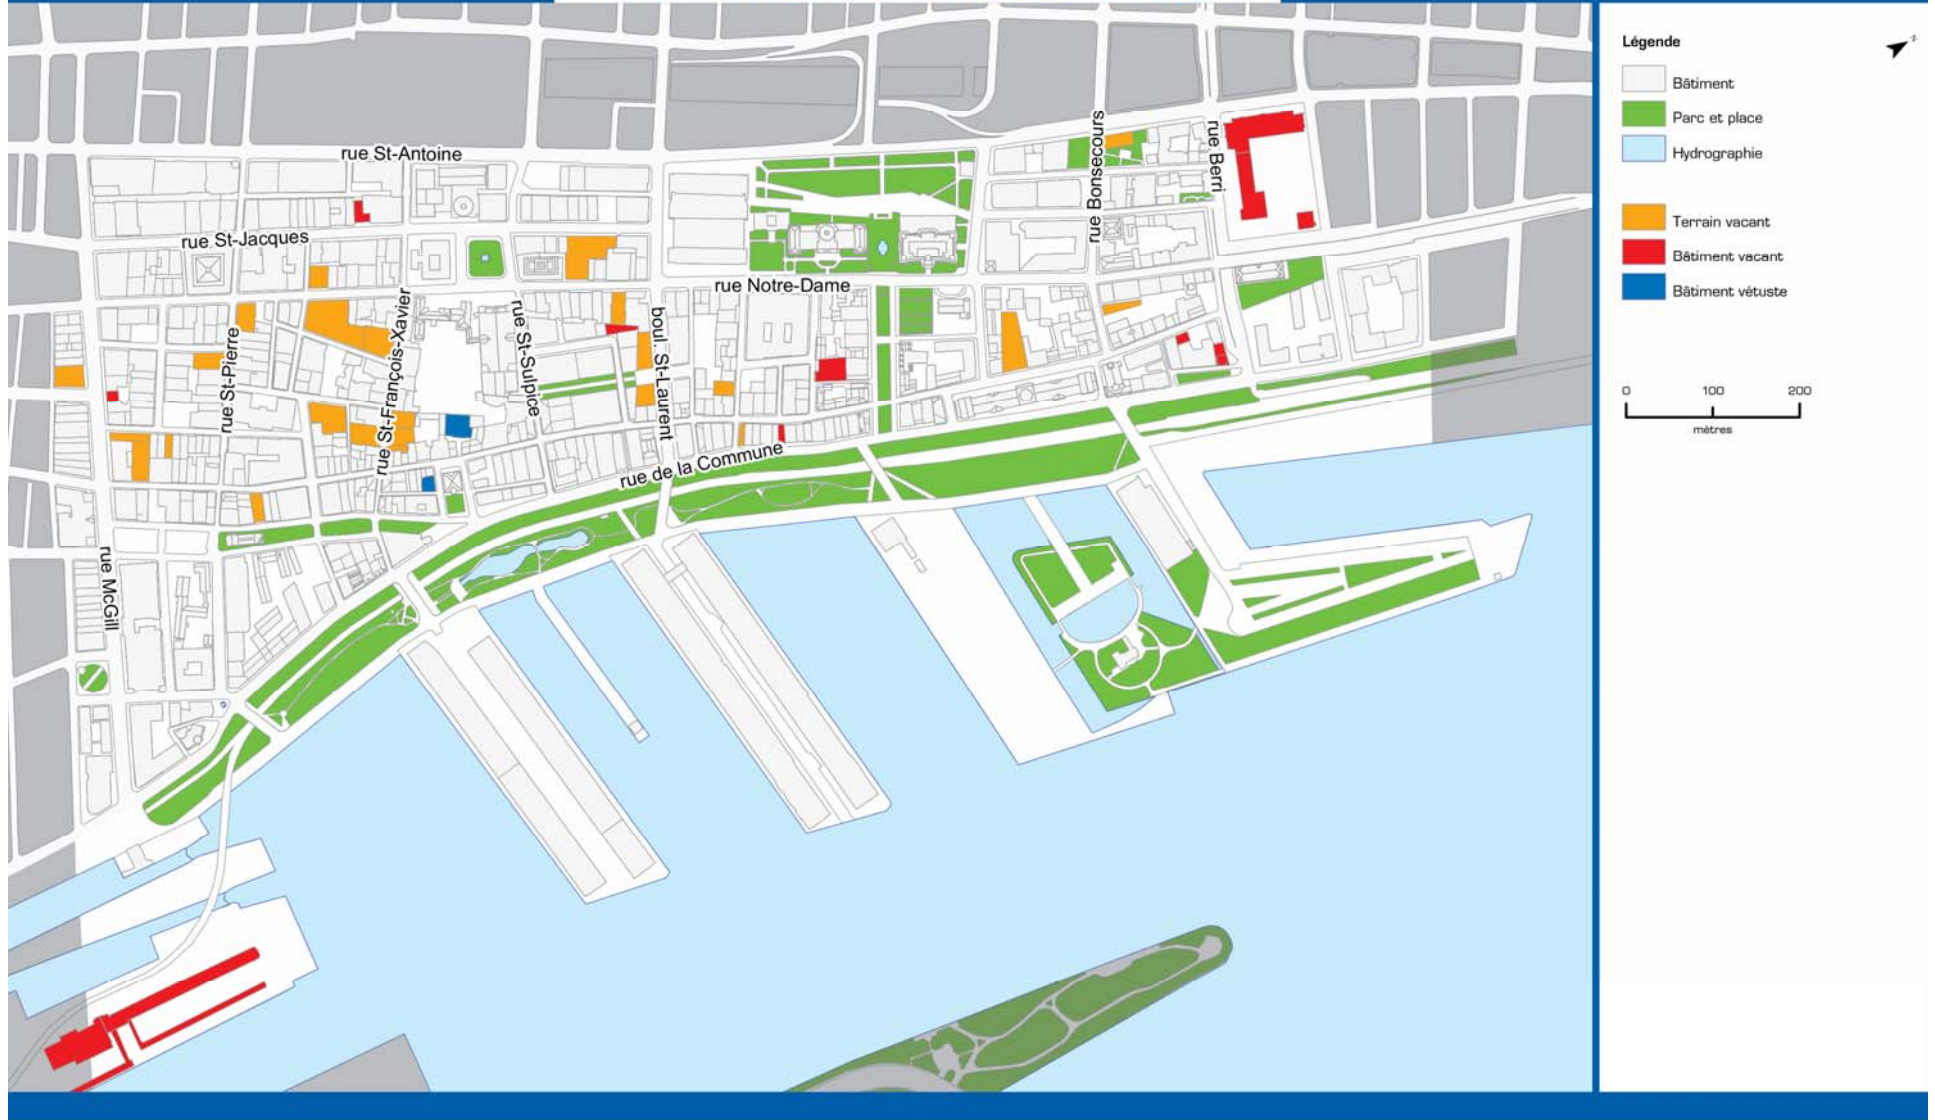 rue St-Antoine
rue St-Jacques
rue Notre-Dame
rue St-Pierre
rue St-François-Xavier
rue St-Sulpice
boul. St-Laurent
rue Bonsecours
rue Berri
rue de la Commune
rue McGill
Légende
N
Bâtiment
Parc et place
Hydrographie
Terrain vacant
Bâtiment vacant
Bâtiment vétuste
0 100 200
mètres